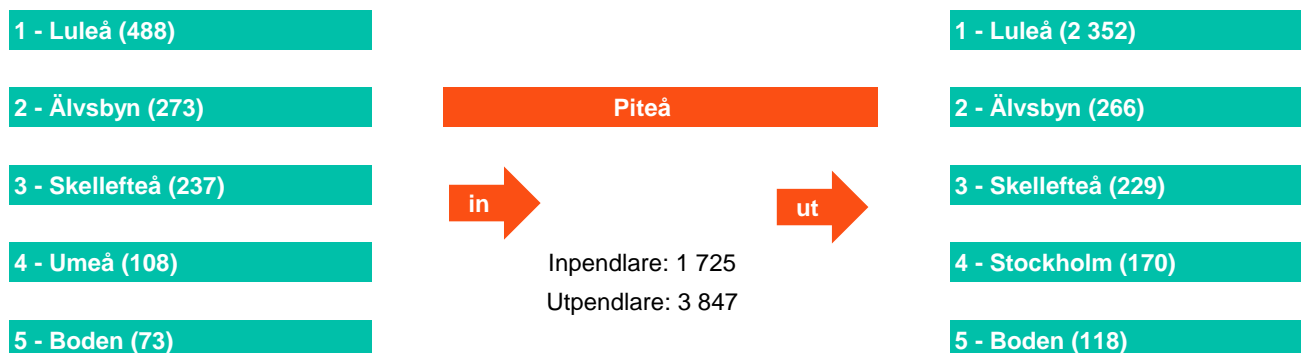 1 - Luleå (488)
2 - Älvsbyn (273)
3 - Skellefteå (237)
4 - Umeå (108)
5 - Boden (73)
Piteå
in
ut
Inpendlare: 1 725
Utpendlare: 3 847
1 - Luleå (2 352)
2 - Älvsbyn (266)
3 - Skellefteå (229)
4 - Stockholm (170)
5 - Boden (118)